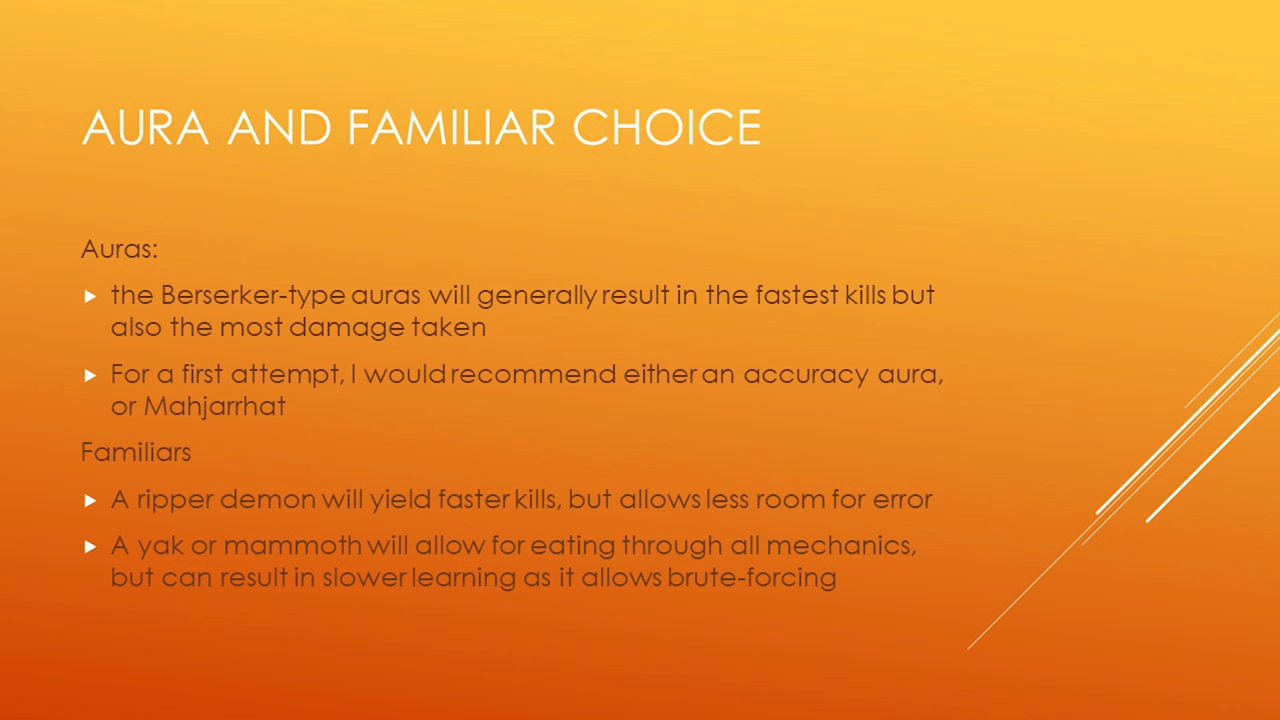 AURA AND FAMILIAR CHOICE
Auras:
the Berserker-type auras will generally result in the fastest kills but
also the most damage taken
For a first attempt, I would recommend either an accuracy aura,
or Mahjarrhat
Familiars
A ripper demon will yield faster kills, but allows less room for error
A yak or mammoth will allow for eating through all mechanics,
but can result in slower learning as it allows brute-forcing